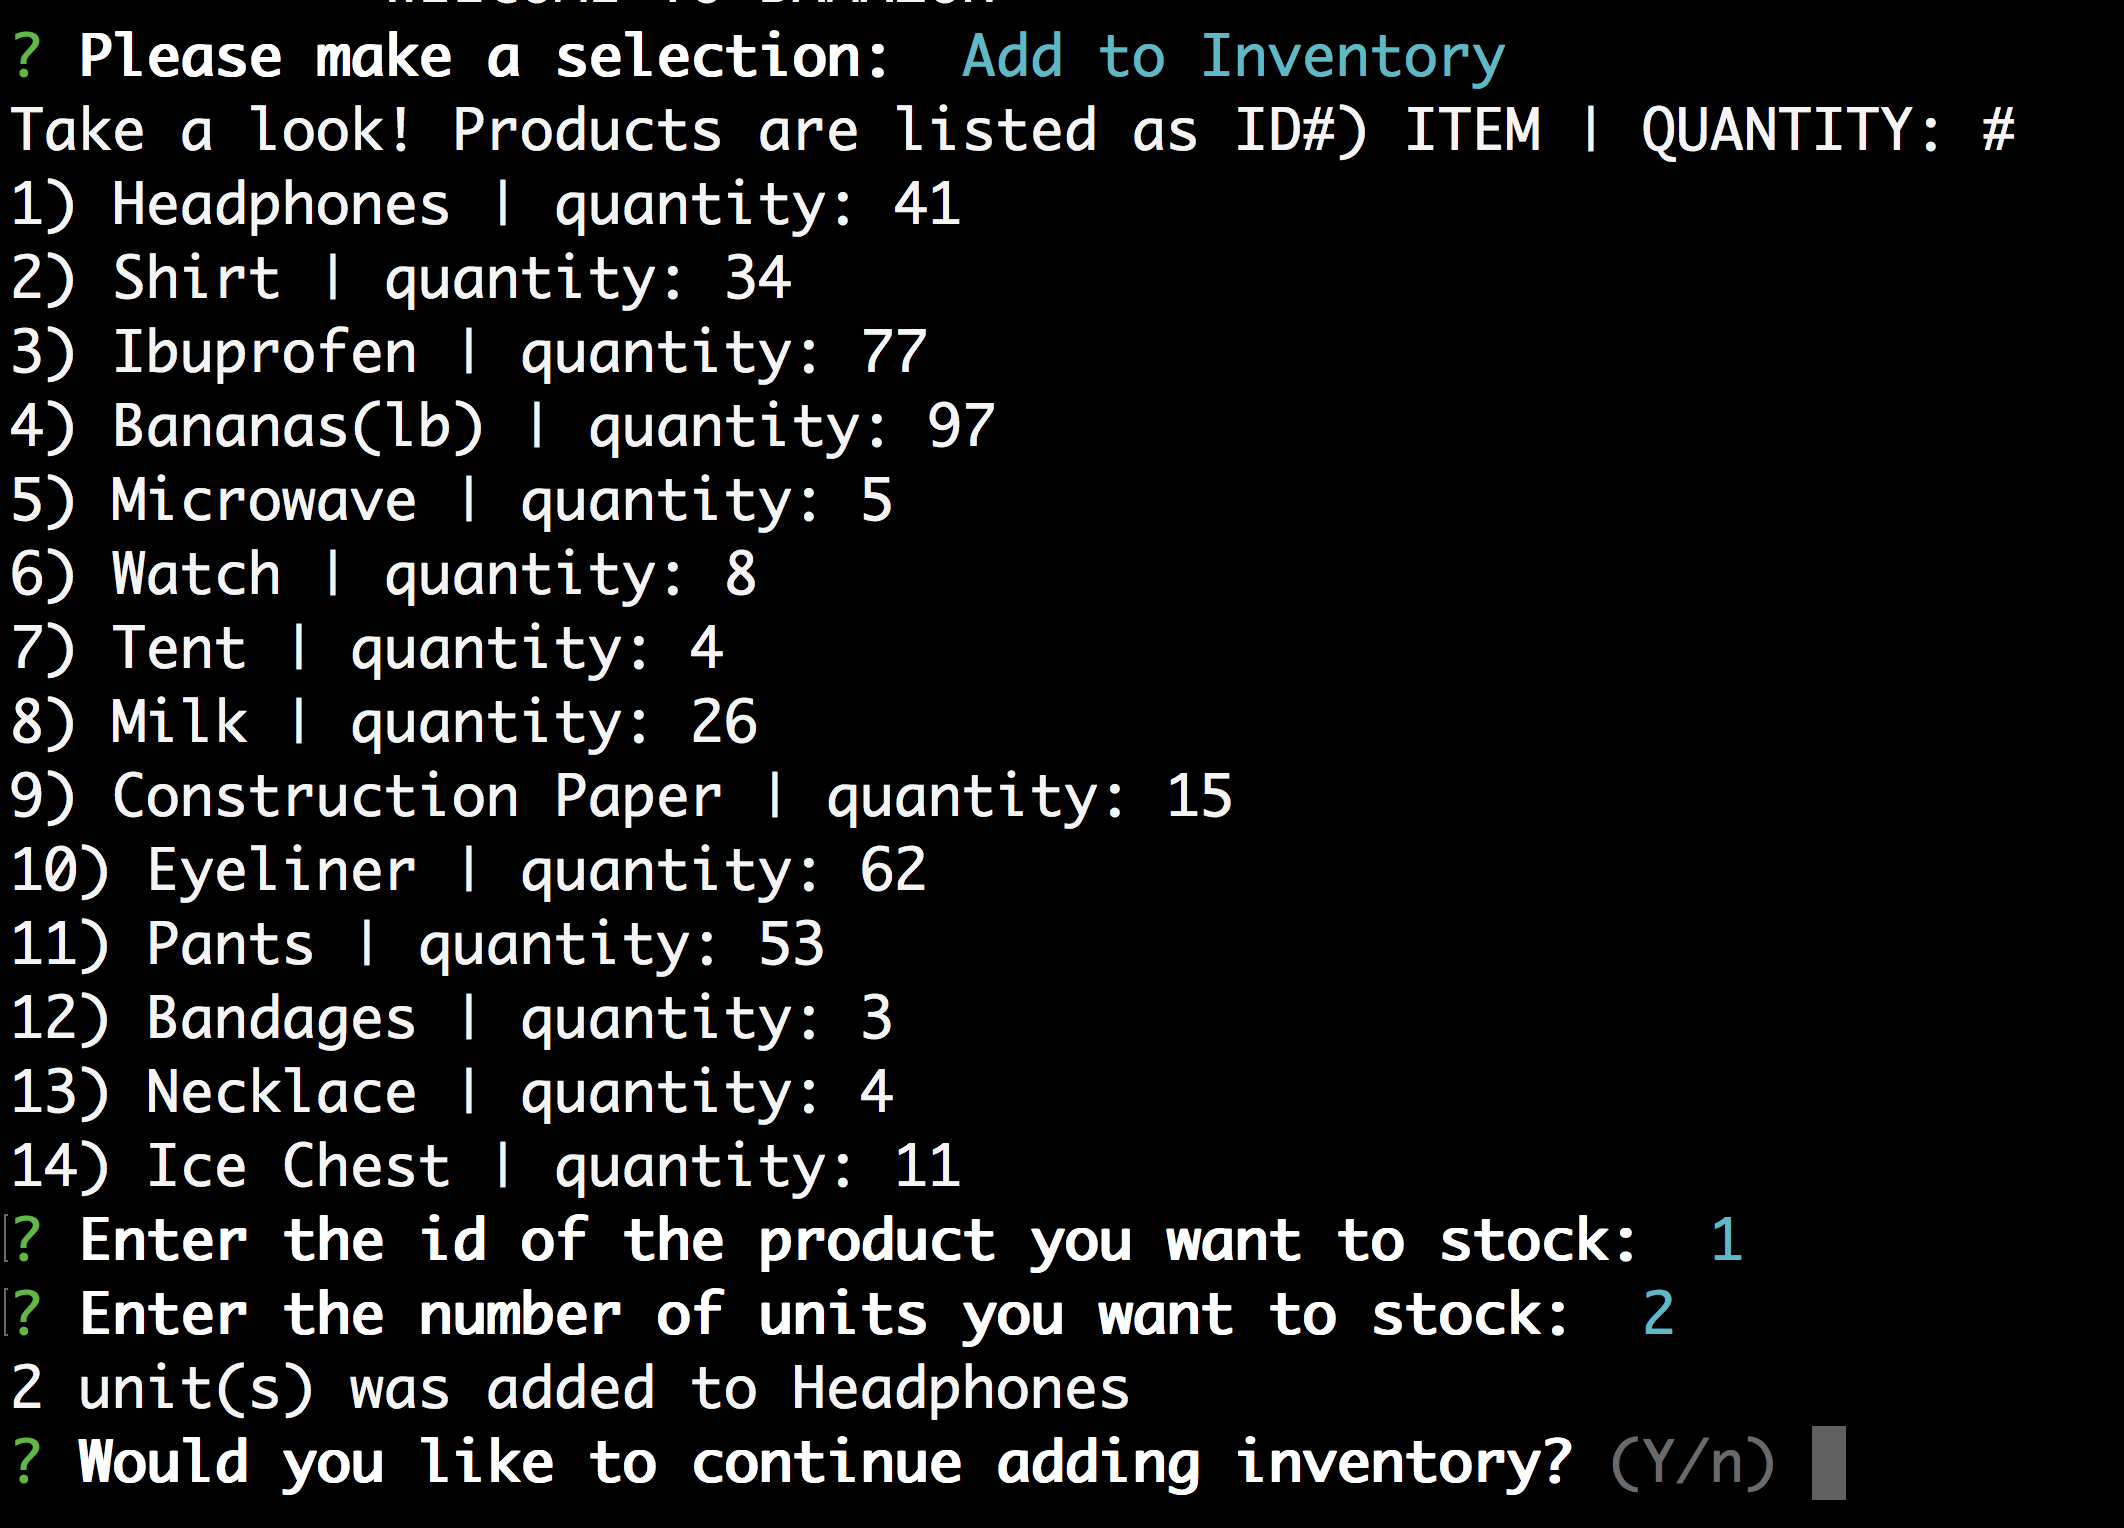 ? Please make a selection:  Add to Inventory
Take a look! Products are listed as ID#) ITEM | QUANTITY: #
1) Headphones | quantity: 41
2) Shirt | quantity: 34
3) Ibuprofen | quantity: 77
4) Bananas(lb) | quantity: 97
5) Microwave | quantity: 5
6) Watch | quantity: 8
7) Tent | quantity: 4
8) Milk | quantity: 26
9) Construction Paper | quantity: 15
10) Eyeliner | quantity: 62
11) Pants | quantity: 53
12) Bandages | quantity: 3
13) Necklace | quantity: 4
14) Ice Chest | quantity: 11
? Enter the id of the product you want to stock:  1
? Enter the number of units you want to stock:  2
2 unit(s) was added to Headphones
? Would you like to continue adding inventory? (Y/n)